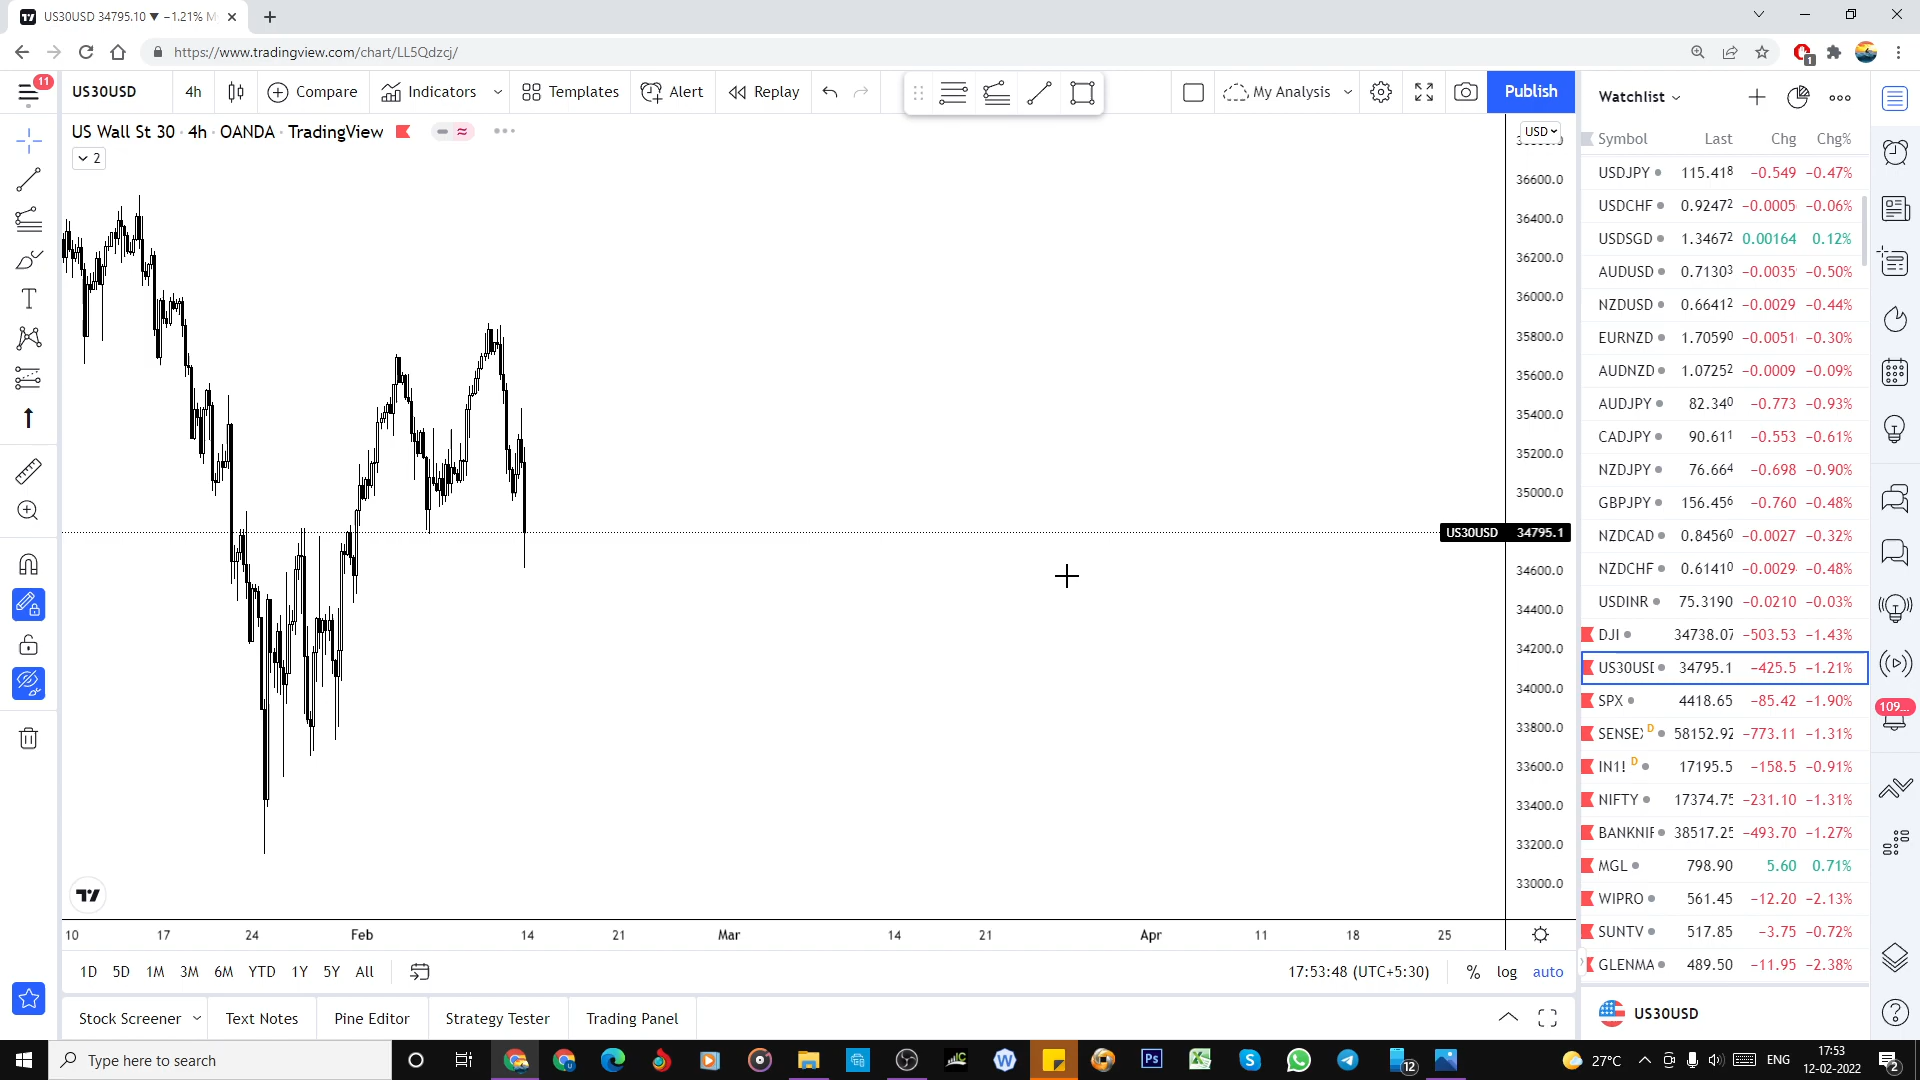 US30USD 34795.10 ▼ −1.21% M
https://www.tradingview.com/chart/LL5Qdzcj/
1
11
US30USD 4h Compare Indicators Templates Alert Replay My Analysis Publish
US Wall St 30 · 4h · OANDA · TradingView
2
USD
36600.0
36400.0
36200.0
36000.0
35800.0
35600.0
35400.0
35200.0
35000.0
US30USD 34795.1
34600.0
34400.0
34200.0
34000.0
33800.0
33600.0
33400.0
33200.0
33000.0
10 17 24 Feb 14 21 Mar 14 21 Apr 11 18 25
1D 5D 1M 3M 6M YTD 1Y 5Y All 17:53:48 (UTC+5:30) % log auto
Stock Screener Text Notes Pine Editor Strategy Tester Trading Panel
Watchlist
Symbol Last Chg Chg%
USDJPY 115.418 −0.549 −0.47%
USDCHF 0.92472 −0.0005 −0.06%
USDSGD 1.34672 0.00164 0.12%
AUDUSD 0.71303 −0.0035 −0.50%
NZDUSD 0.66412 −0.0029 −0.44%
EURNZD 1.70590 −0.0051 −0.30%
AUDNZD 1.07252 −0.0009 −0.09%
AUDJPY 82.340 −0.773 −0.93%
CADJPY 90.611 −0.553 −0.61%
NZDJPY 76.664 −0.698 −0.90%
GBPJPY 156.456 −0.760 −0.48%
NZDCAD 0.84560 −0.0027 −0.32%
NZDCHF 0.61410 −0.0029 −0.48%
USDINR 75.3190 −0.0210 −0.03%
DJI 34738.07 −503.53 −1.43%
US30USD 34795.1 −425.5 −1.21%
SPX 4418.65 −85.42 −1.90%
SENSEX D 58152.92 −773.11 −1.31%
IN1! D 17195.5 −158.5 −0.91%
NIFTY 17374.75 −231.10 −1.31%
BANKNIF 38517.25 −493.70 −1.27%
MGL 798.90 5.60 0.71%
WIPRO 561.45 −12.20 −2.13%
SUNTV 517.85 −3.75 −0.72%
GLENMA 489.50 −11.95 −2.38%
US30USD
109...
Type here to search
W
Ps
12
27°C ENG
17:53
12-02-2022
2